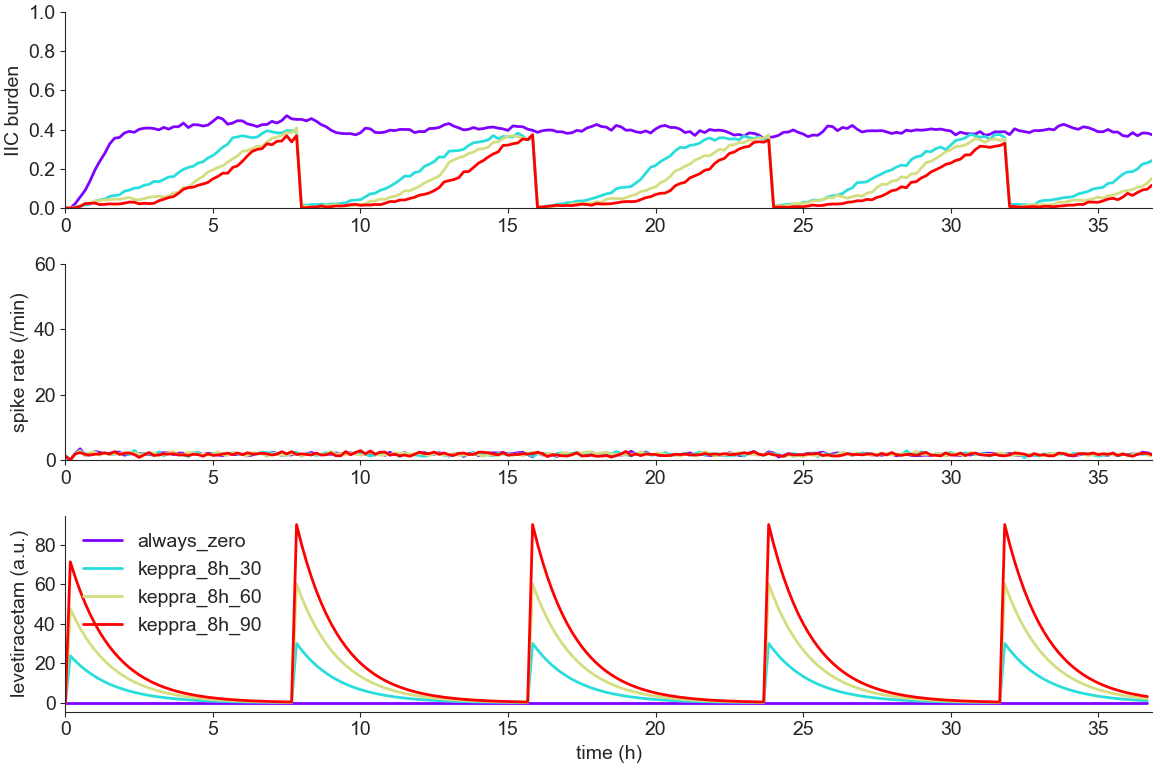 IIC burden
1.0
0.8
0.6
0.4
0.2
0.0
0 5 10 15 20 25 30 35
spike rate (/min)
60
40
20
0
0 5 10 15 20 25 30 35
levetiracetam (a.u.)
80
60
40
20
0
always_zero
keppra_8h_30
keppra_8h_60
keppra_8h_90
0 5 10 15 20 25 30 35
time (h)